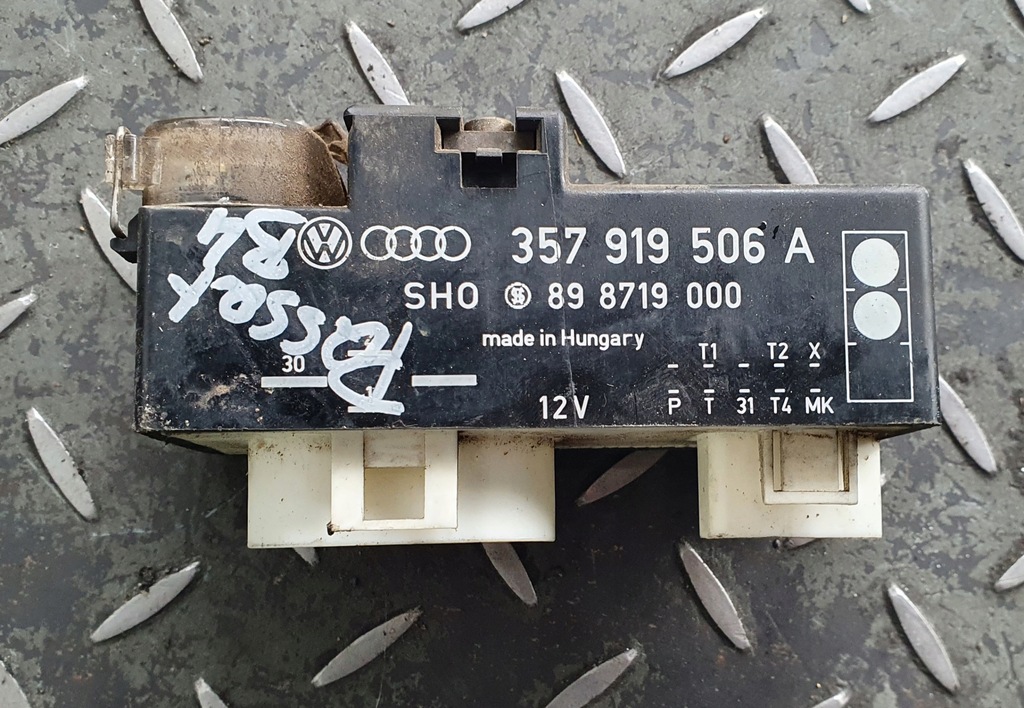 VW 357 919 506 A
SHO 89 8719 000
made in Hungary
Passat
B4
30
T1 T2 X
12V P T 31 T4 MK